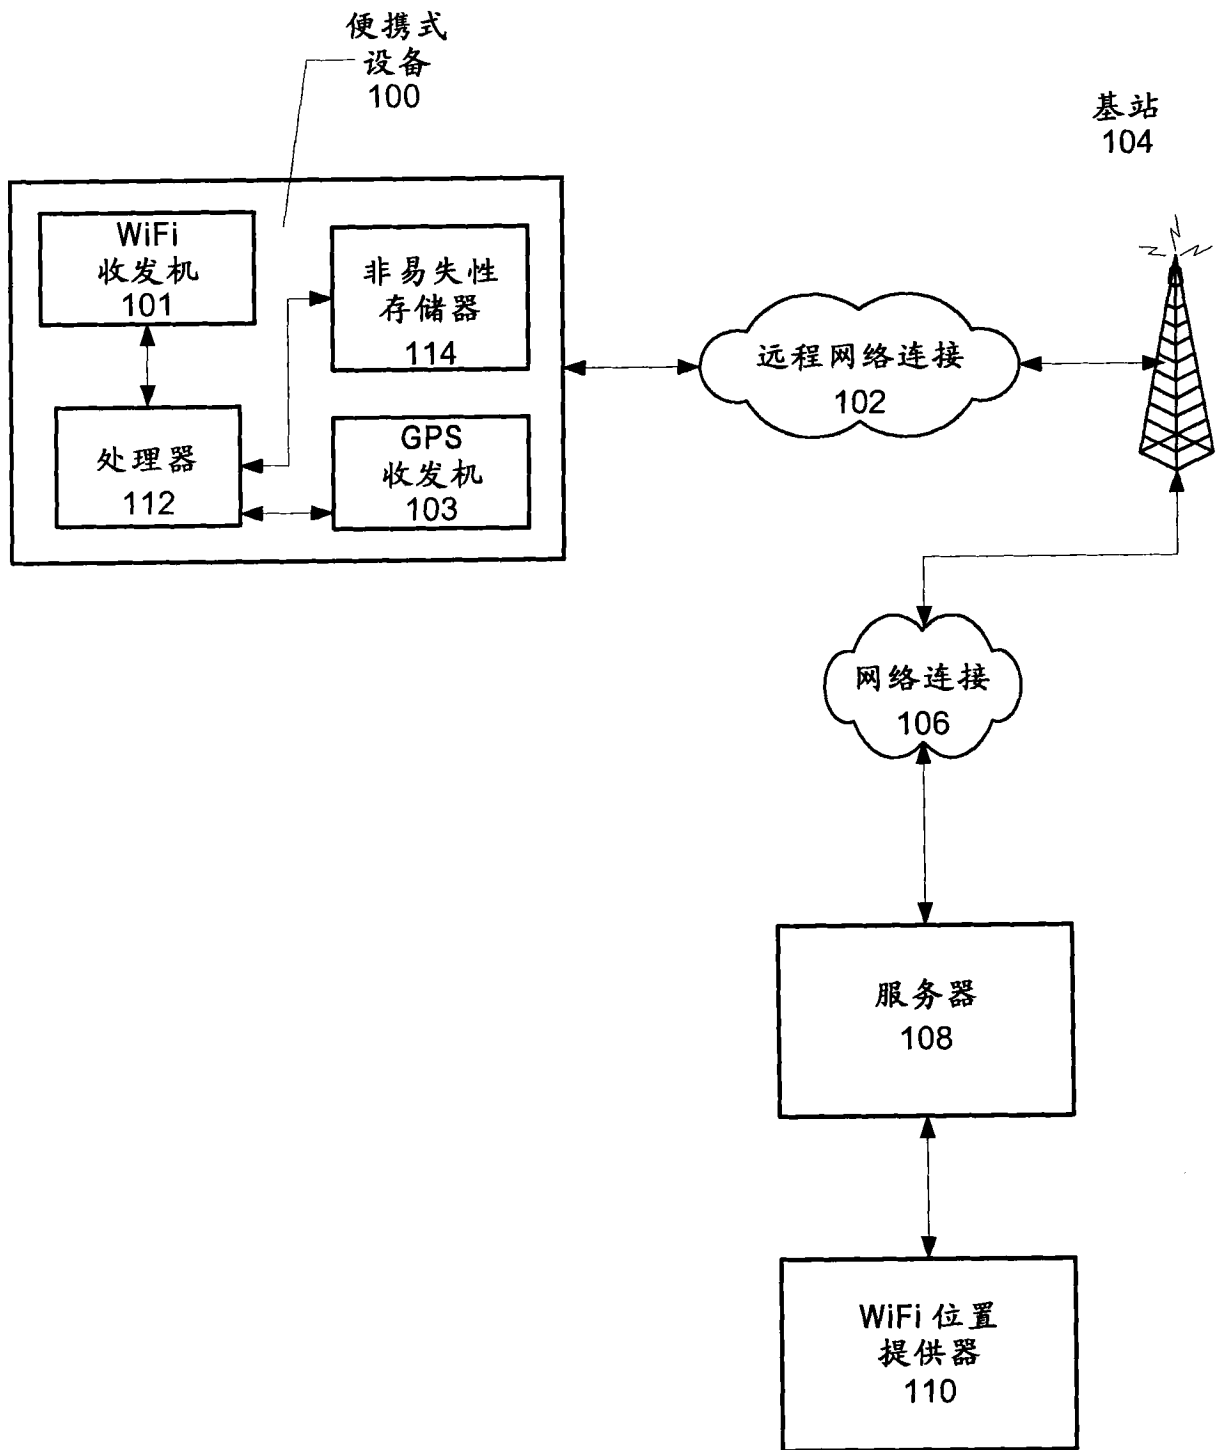 便携式
设备
100
基站
104
WiFi
收发机
101
非易失性
存储器
114
处理器
112
GPS
收发机
103
远程网络连接
102
网络连接
106
服务器
108
WiFi 位置
提供器
110